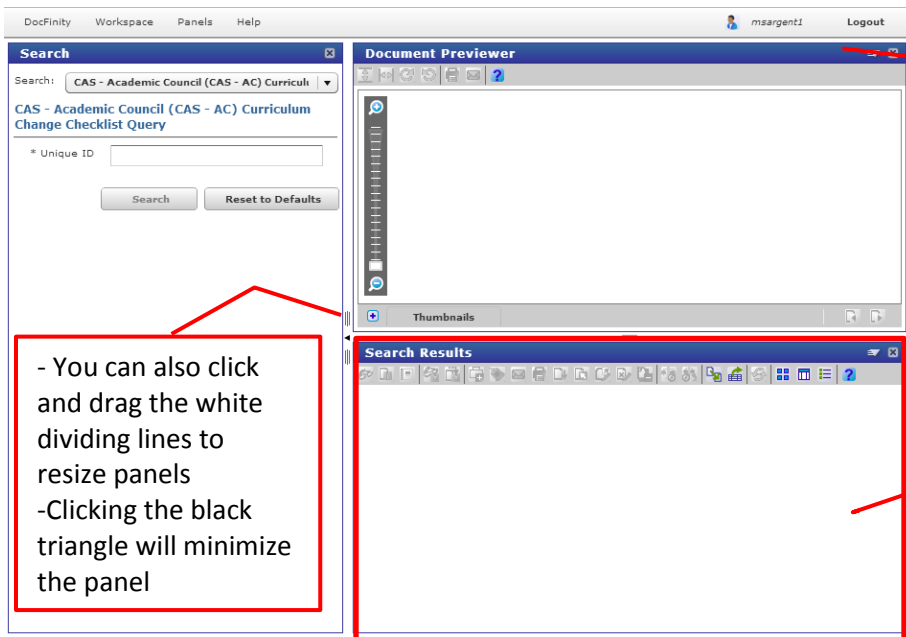 DocFinity Workspace Panels Help msargent1 Logout
Search
Search: CAS - Academic Council (CAS - AC) Curricul
CAS - Academic Council (CAS - AC) Curriculum
Change Checklist Query
* Unique ID
Search Reset to Defaults
- You can also click
and drag the white
dividing lines to
resize panels
-Clicking the black
triangle will minimize
the panel
Document Previewer
Thumbnails
Search Results